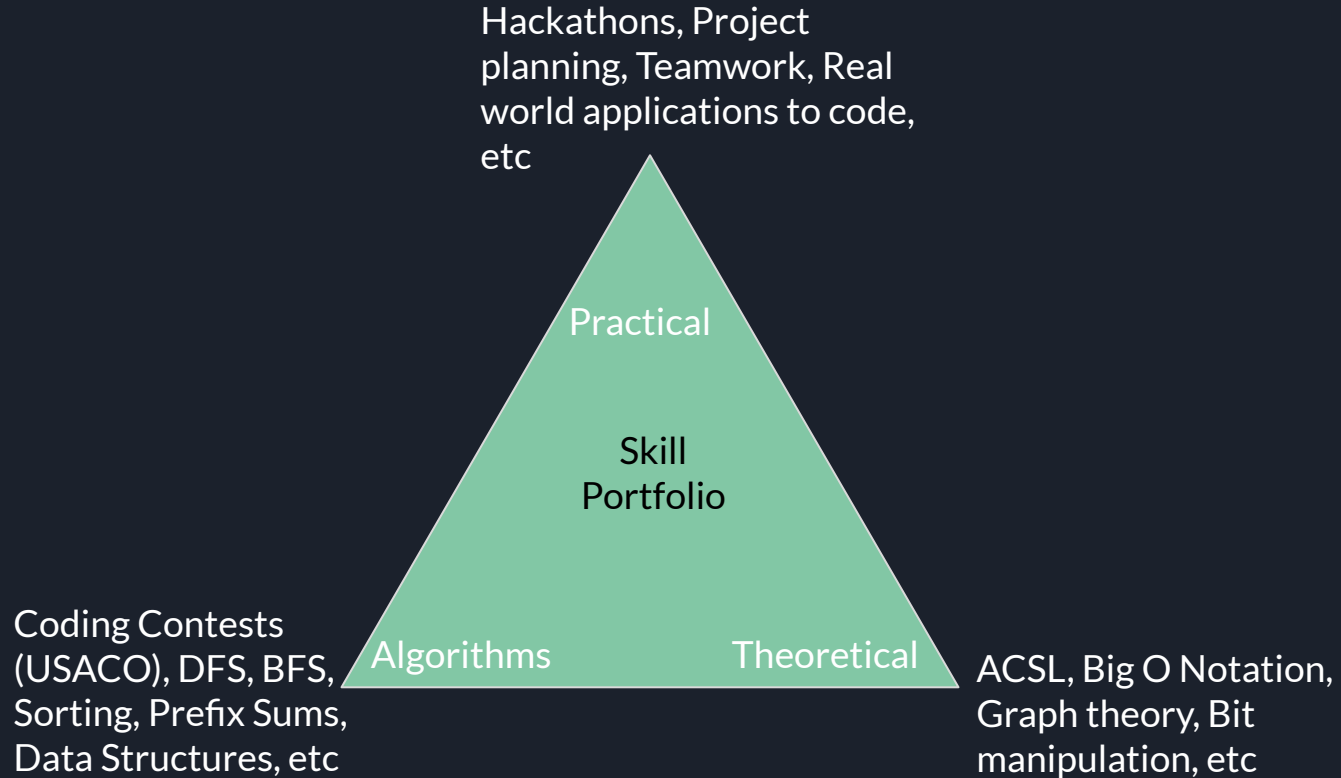 Hackathons, Project
planning, Teamwork, Real
world applications to code,
etc
Practical
Skill
Portfolio
Algorithms
Theoretical
Coding Contests
(USACO), DFS, BFS,
Sorting, Prefix Sums,
Data Structures, etc
ACSL, Big O Notation,
Graph theory, Bit
manipulation, etc